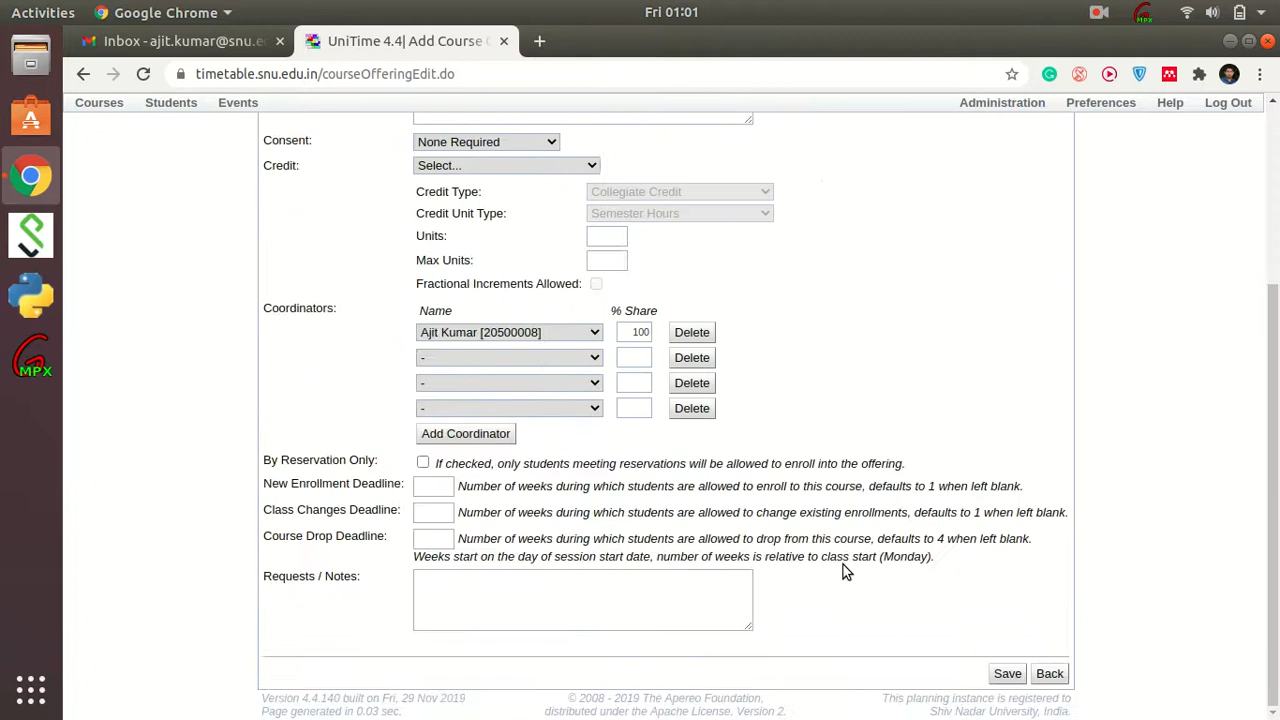 Activities
Google Chrome
Fri 01:01
MPX
Inbox - ajit.kumar@snu.e
UniTime 4.4| Add Course O
timetable.snu.edu.in/courseOfferingEdit.do
Courses
Students
Events
Administration
Preferences
Help
Log Out
Consent:
None Required
Credit:
Select...
Credit Type:
Collegiate Credit
Credit Unit Type:
Semester Hours
Units:
Max Units:
Fractional Increments Allowed:
Coordinators:
Name
% Share
Ajit Kumar [20500008]
100
Delete
-
Delete
-
Delete
-
Delete
Add Coordinator
By Reservation Only:
If checked, only students meeting reservations will be allowed to enroll into the offering.
New Enrollment Deadline:
Number of weeks during which students are allowed to enroll to this course, defaults to 1 when left blank.
Class Changes Deadline:
Number of weeks during which students are allowed to change existing enrollments, defaults to 1 when left blank.
Course Drop Deadline:
Number of weeks during which students are allowed to drop from this course, defaults to 4 when left blank.
Weeks start on the day of session start date, number of weeks is relative to class start (Monday).
Requests / Notes:
Save
Back
Version 4.4.140 built on Fri, 29 Nov 2019
© 2008 - 2019 The Apereo Foundation,
This planning instance is registered to
Page generated in 0.03 sec.
distributed under the Apache License, Version 2.
Shiv Nadar University, India.
MPX